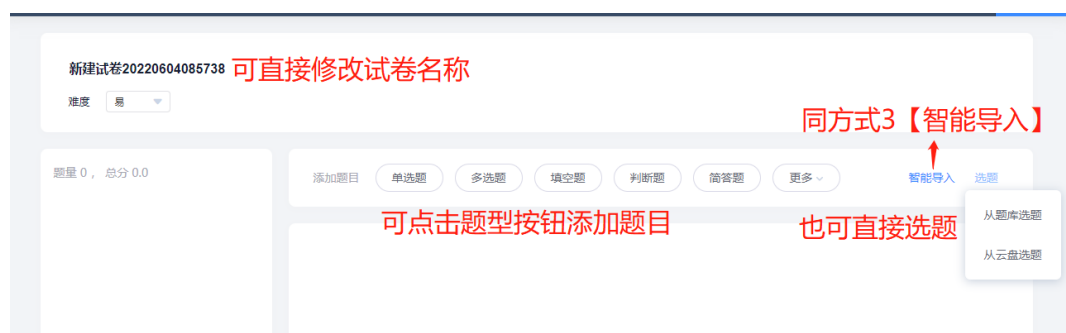 新建试卷20220604085738 可直接修改试卷名称
难度 易
同方式3【智能导入】
题量 0 ， 总分 0.0
添加题目 单选题 多选题 填空题 判断题 简答题 更多 智能导入 选题
可点击题型按钮添加题目 也可直接选题
从题库选题
从云盘选题